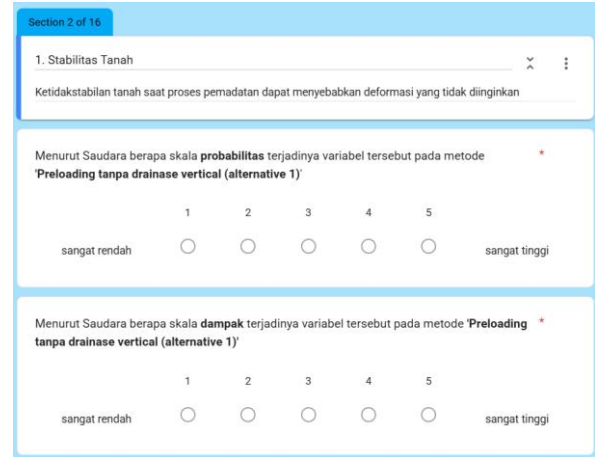 Section 2 of 16
1. Stabilitas Tanah
Ketidakstabilan tanah saat proses pemadatan dapat menyebabkan deformasi yang tidak diinginkan
Menurut Saudara berapa skala probabilitas terjadinya variabel tersebut pada metode *
'Preloading tanpa drainase vertical (alternative 1)'
1 2 3 4 5
sangat rendah sangat tinggi
Menurut Saudara berapa skala dampak terjadinya variabel tersebut pada metode 'Preloading *
tanpa drainase vertical (alternative 1)'
1 2 3 4 5
sangat rendah sangat tinggi